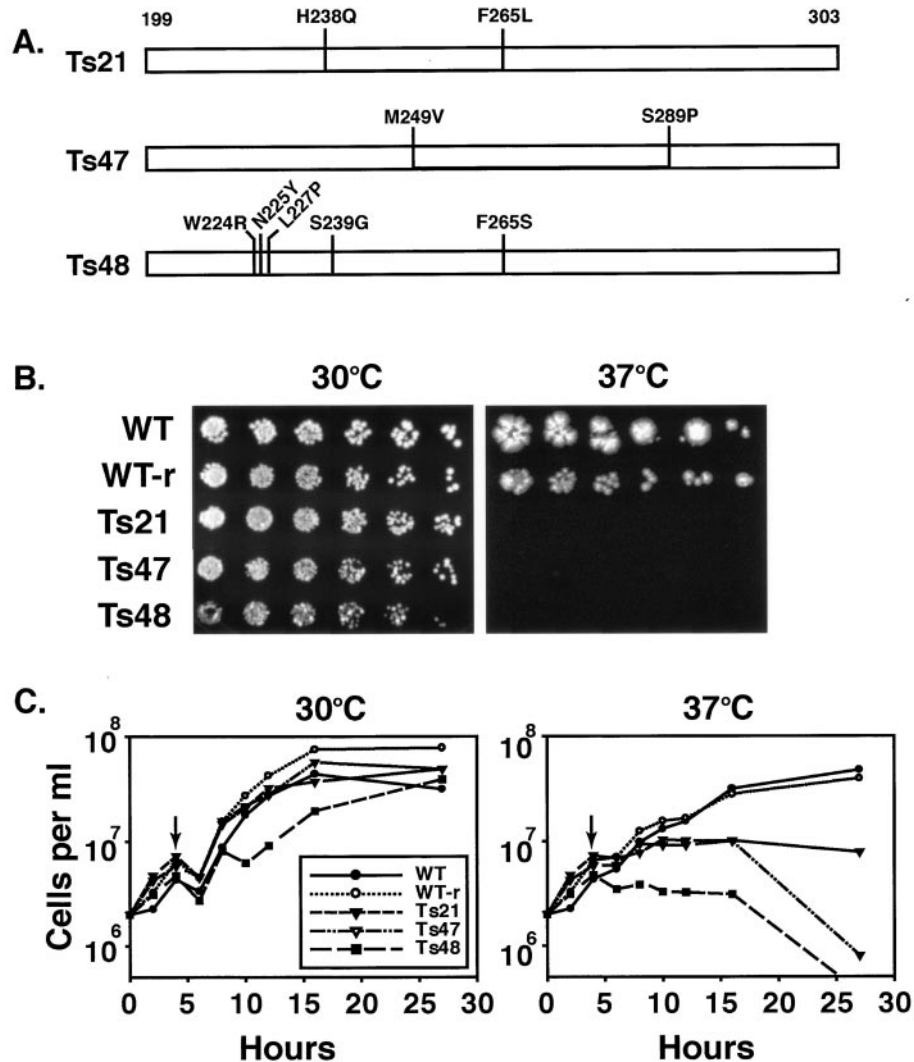 A.
199 H238Q F265L 303
Ts21
M249V S289P
Ts47
W224R N225Y L227P S239G F265S
Ts48
B.
30°C 37°C
WT
WT-r
Ts21
Ts47
Ts48
C.
30°C 37°C
Cells per ml
10^8 10^8
10^7 10^7
10^6 10^6
WT
WT-r
Ts21
Ts47
Ts48
0 5 10 15 20 25 30 0 5 10 15 20 25 30
Hours Hours